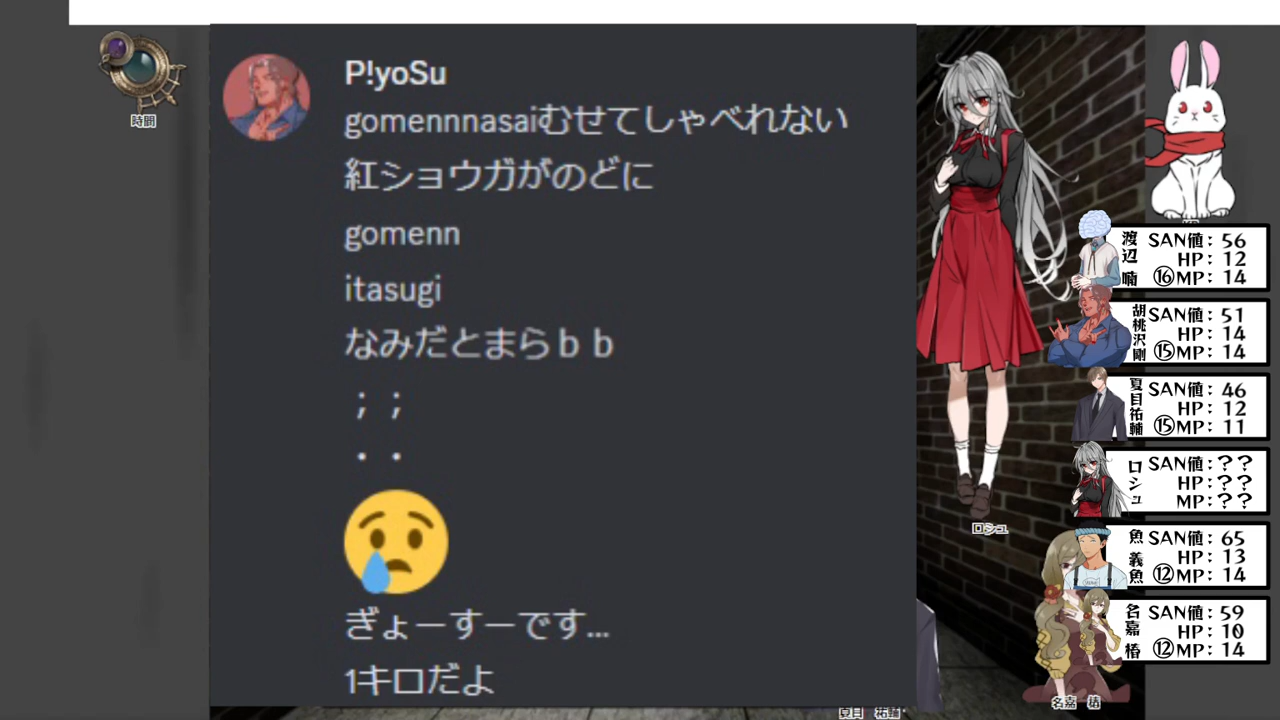 時間
P!yoSu
gomennnasaiむせてしゃべれない
紅ショウガがのどに
gomenn
itasugi
なみだとまらｂｂ
；；
・・
ぎょーすーです...
1キロだよ
ロシュ
渡辺 喃
SAN値：56
HP：12
⑯MP：14
胡桃沢剛
SAN値：51
HP：14
⑮MP：14
夏目祐輔
SAN値：46
HP：12
⑮MP：11
ロシュ
SAN値：??
HP：??
MP：??
魚 義魚
SAN値：65
HP：13
⑫MP：14
名嘉 椿
SAN値：59
HP：10
⑫MP：14
名嘉 椿
夏目 祐輔